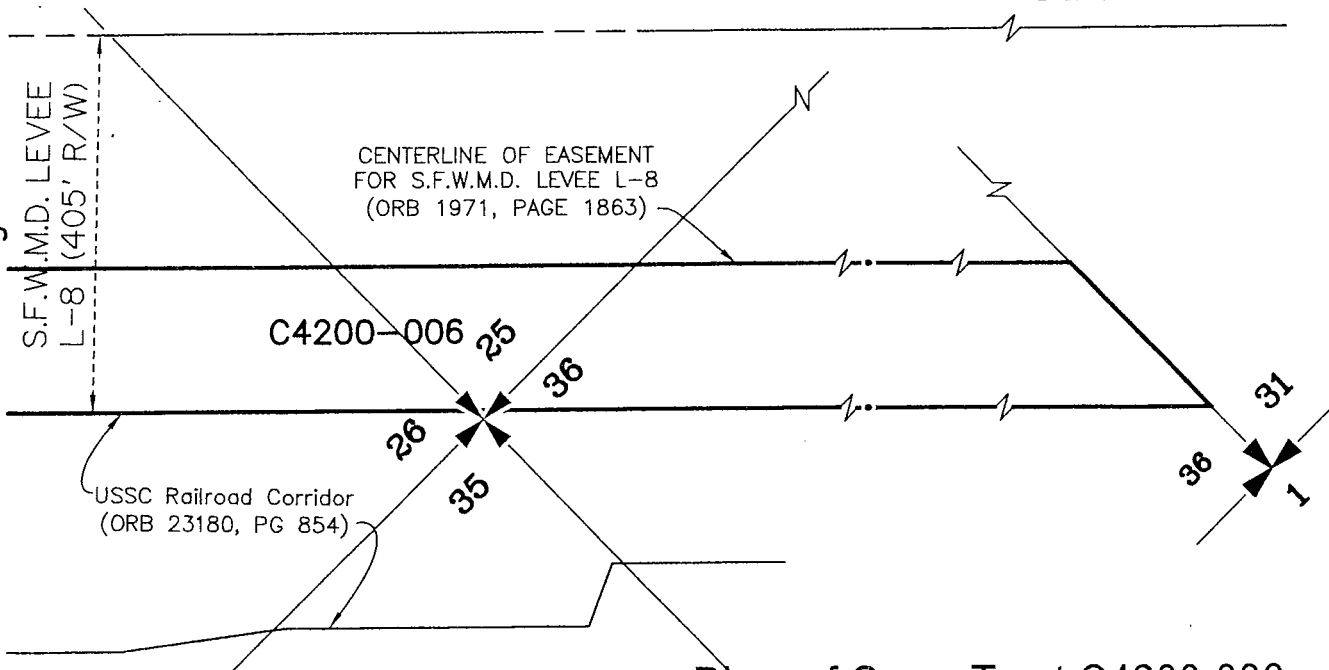 S.F.W.M.D. LEVEE
L-8 (405' R/W)
CENTERLINE OF EASEMENT
FOR S.F.W.M.D. LEVEE L-8
(ORB 1971, PAGE 1863)
N
C4200-006
25
36
26
35
31
36
1
USSC Railroad Corridor
(ORB 23180, PG 854)